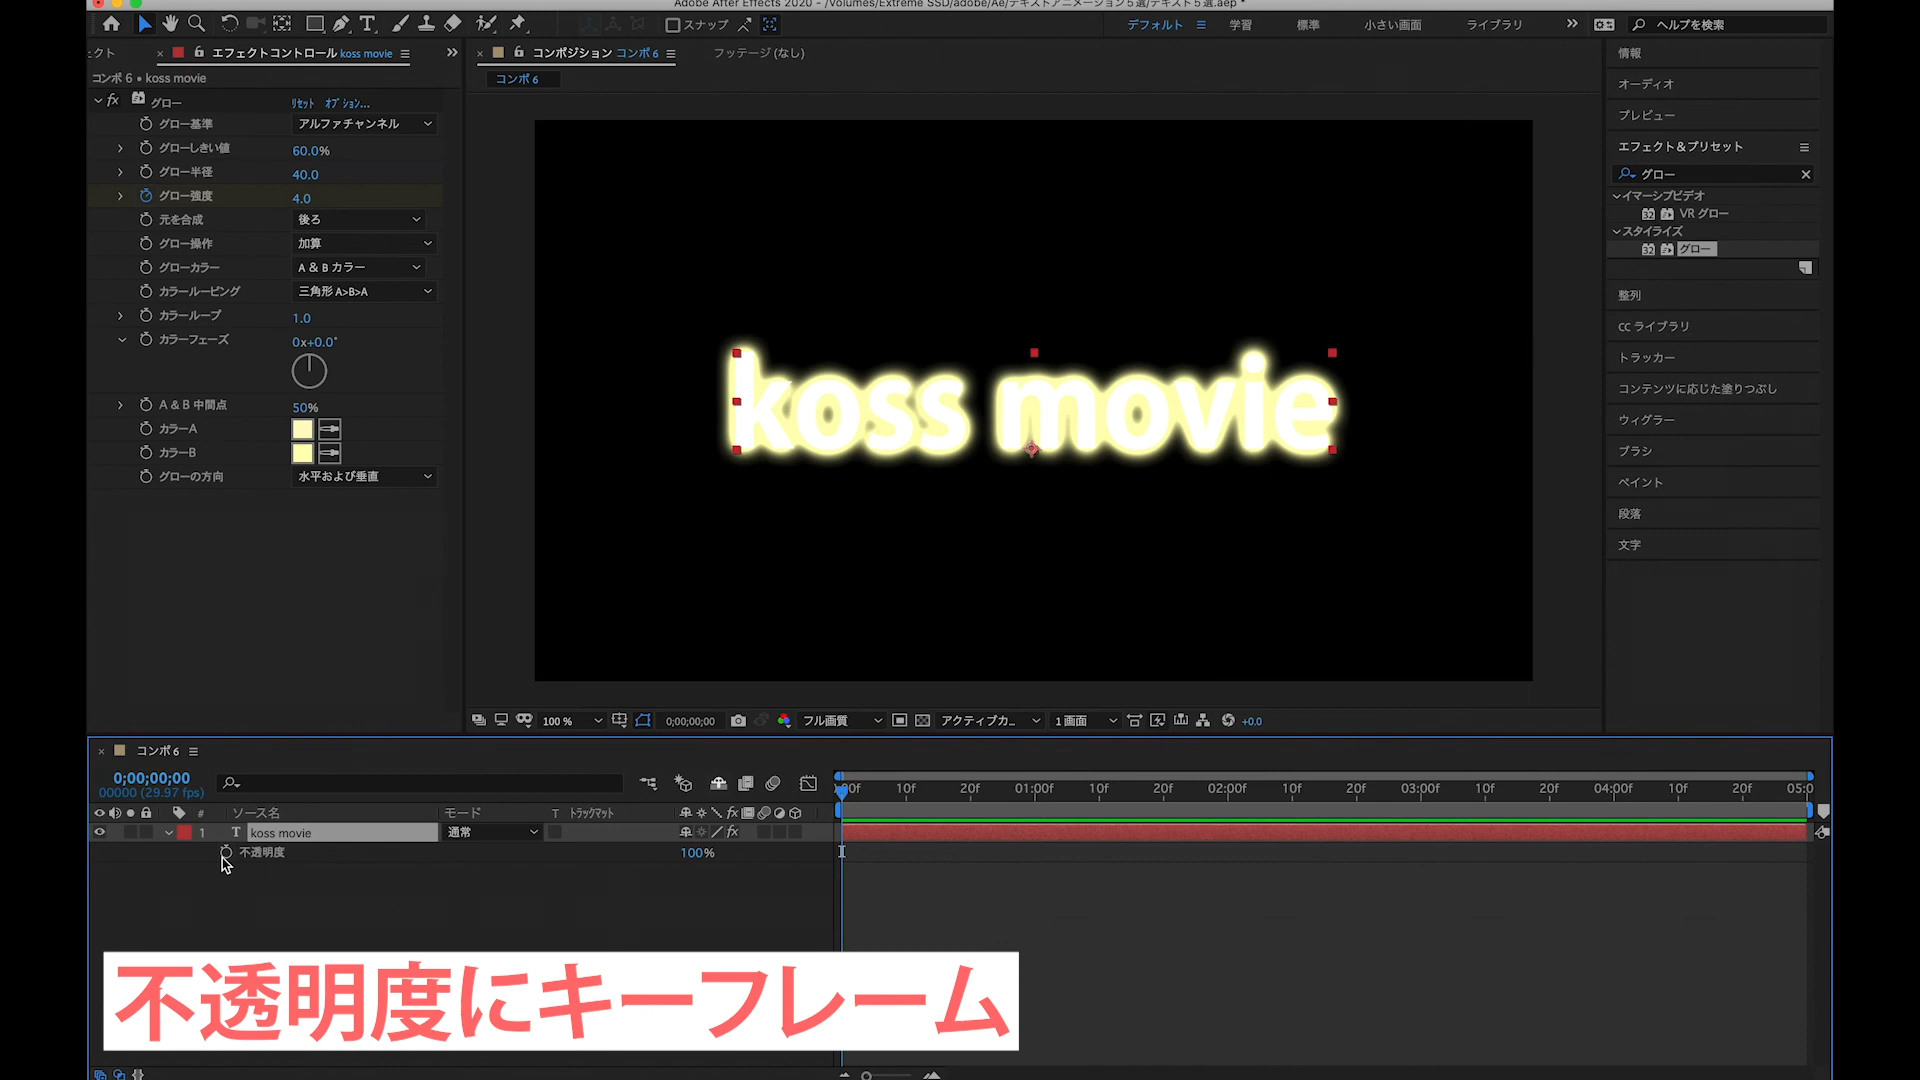 Adobe After Effects 2020 - /Volumes/Extreme SSD/adobe/Ae/テキストアニメーション５選/テキスト５選.aep *
スナップ
デフォルト
学習
標準
小さい画面
ライブラリ
ヘルプを検索
ェクト
エフェクトコントロール koss movie
コンポジション コンポ 6
フッテージ (なし)
コンポ 6 • koss movie
コンポ 6
fx グロー
リセット オプション...
グロー基準 アルファチャンネル
グローしきい値 60.0%
グロー半径 40.0
グロー強度 4.0
元を合成 後ろ
グロー操作 加算
グローカラー A & B カラー
カラールーピング 三角形 A>B>A
カラーループ 1.0
カラーフェーズ 0x+0.0°
A & B 中間点 50%
カラーA
カラーB
グローの方向 水平および垂直
koss movie
情報
オーディオ
プレビュー
エフェクト＆プリセット
グロー
イマーシブビデオ
32 VR グロー
スタイライズ
32 グロー
整列
CC ライブラリ
トラッカー
コンテンツに応じた塗りつぶし
ウィグラー
ブラシ
ペイント
段落
文字
100 %
0;00;00;00
フル画質
アクティブカ...
1 画面
+0.0
コンポ 6
0;00;00;00
00000 (29.97 fps)
:00f 10f 20f 01:00f 10f 20f 02:00f 10f 20f 03:00f 10f 20f 04:00f 10f 20f 05:0
# ソース名 モード T トラックマット fx
1 T koss movie 通常 fx
不透明度 100%
不透明度にキーフレーム